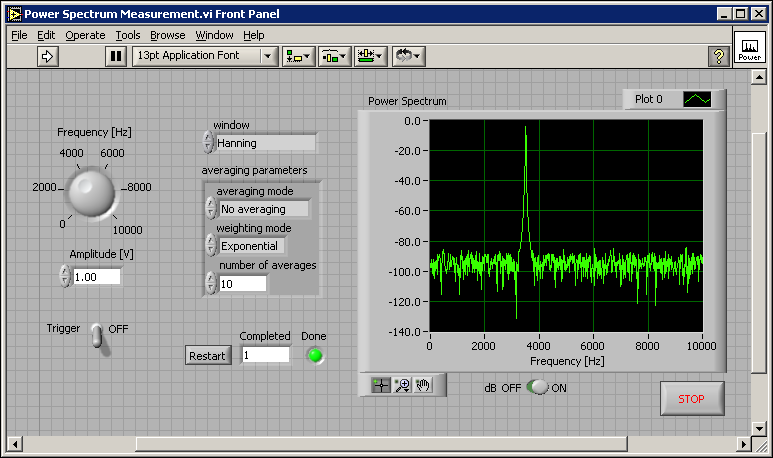 Power Spectrum Measurement.vi Front Panel
File Edit Operate Tools Browse Window Help
13pt Application Font
?
Power
Power Spectrum
Plot 0
Frequency [Hz]
4000 6000
2000 8000
0 10000
Amplitude [V]
1.00
Trigger OFF
window
Hanning
averaging parameters
averaging mode
No averaging
weighting mode
Exponential
number of averages
10
Restart
Completed
1
Done
0.0
-20.0
-40.0
-60.0
-80.0
-100.0
-120.0
-140.0
0 2000 4000 6000 8000 10000
Frequency [Hz]
dB OFF ON
STOP